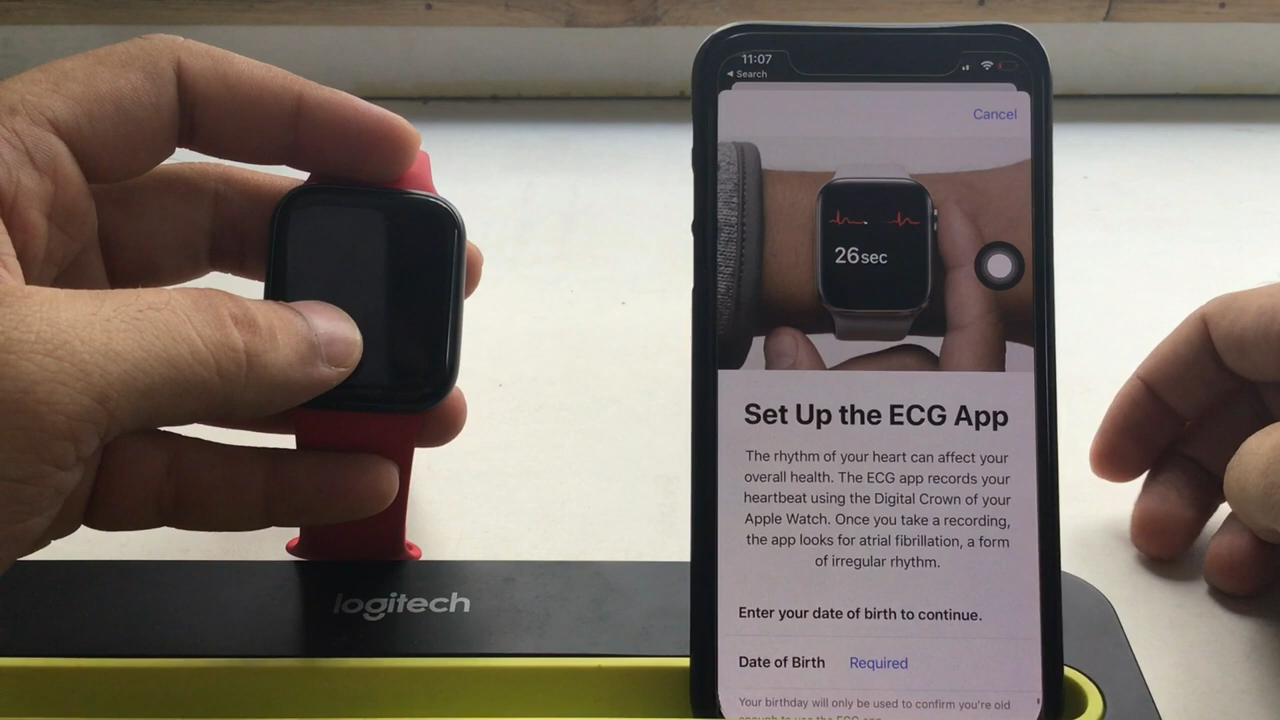 11:07
Search
Cancel
26sec
Set Up the ECG App
The rhythm of your heart can affect your
overall health. The ECG app records your
heartbeat using the Digital Crown of your
Apple Watch. Once you take a recording,
the app looks for atrial fibrillation, a form
of irregular rhythm.
Enter your date of birth to continue.
Date of Birth Required
Your birthday will only be used to confirm you're old
logitech